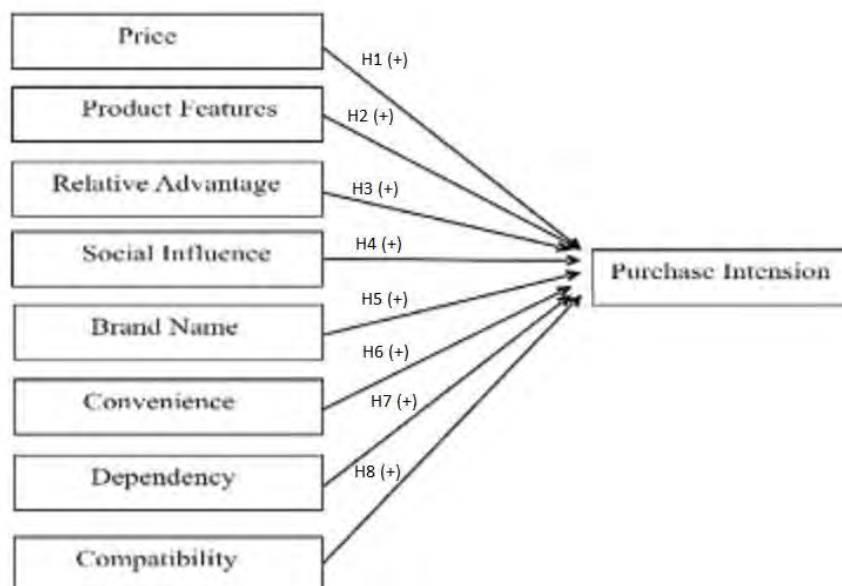 Price
H1 (+)
Product Features
H2 (+)
Relative Advantage
H3 (+)
Social Influence
H4 (+)
Purchase Intension
Brand Name
H5 (+)
Convenience
H6 (+)
H7 (+)
Dependency
H8 (+)
Compatibility